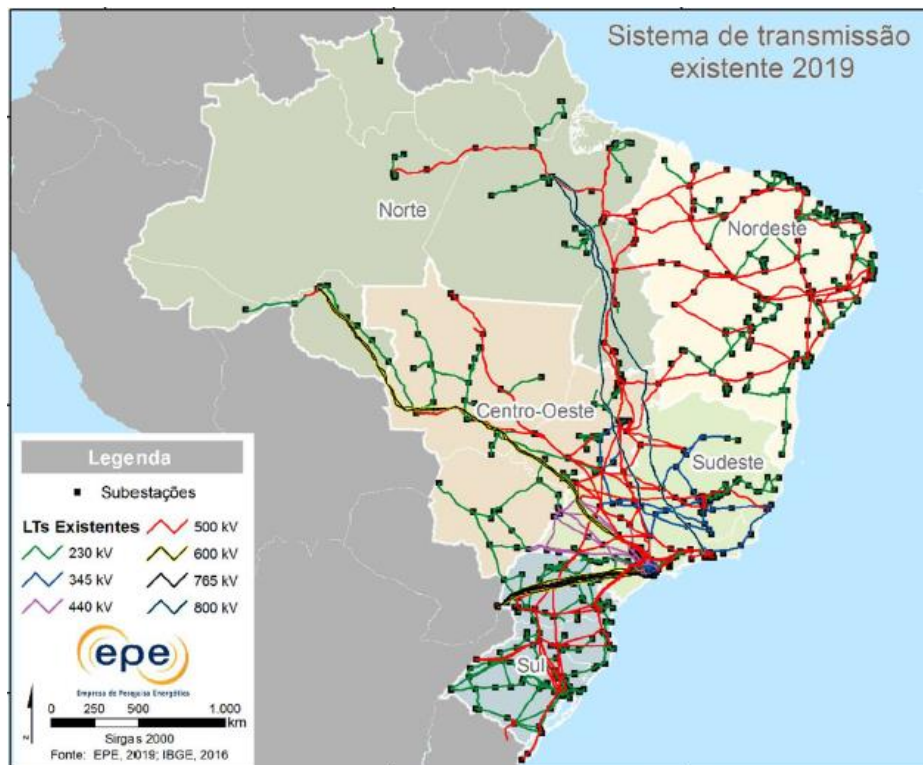 Sistema de transmissão
existente 2019
Norte
Nordeste
Centro-Oeste
Sudeste
Sul
Legenda
Subestações
LTs Existentes
500 kV
230 kV
600 kV
345 kV
765 kV
440 kV
800 kV
epe
Empresa de Pesquisa Energética
0 250 500 1.000
km
N
Sirgas 2000
Fonte: EPE, 2019; IBGE, 2016